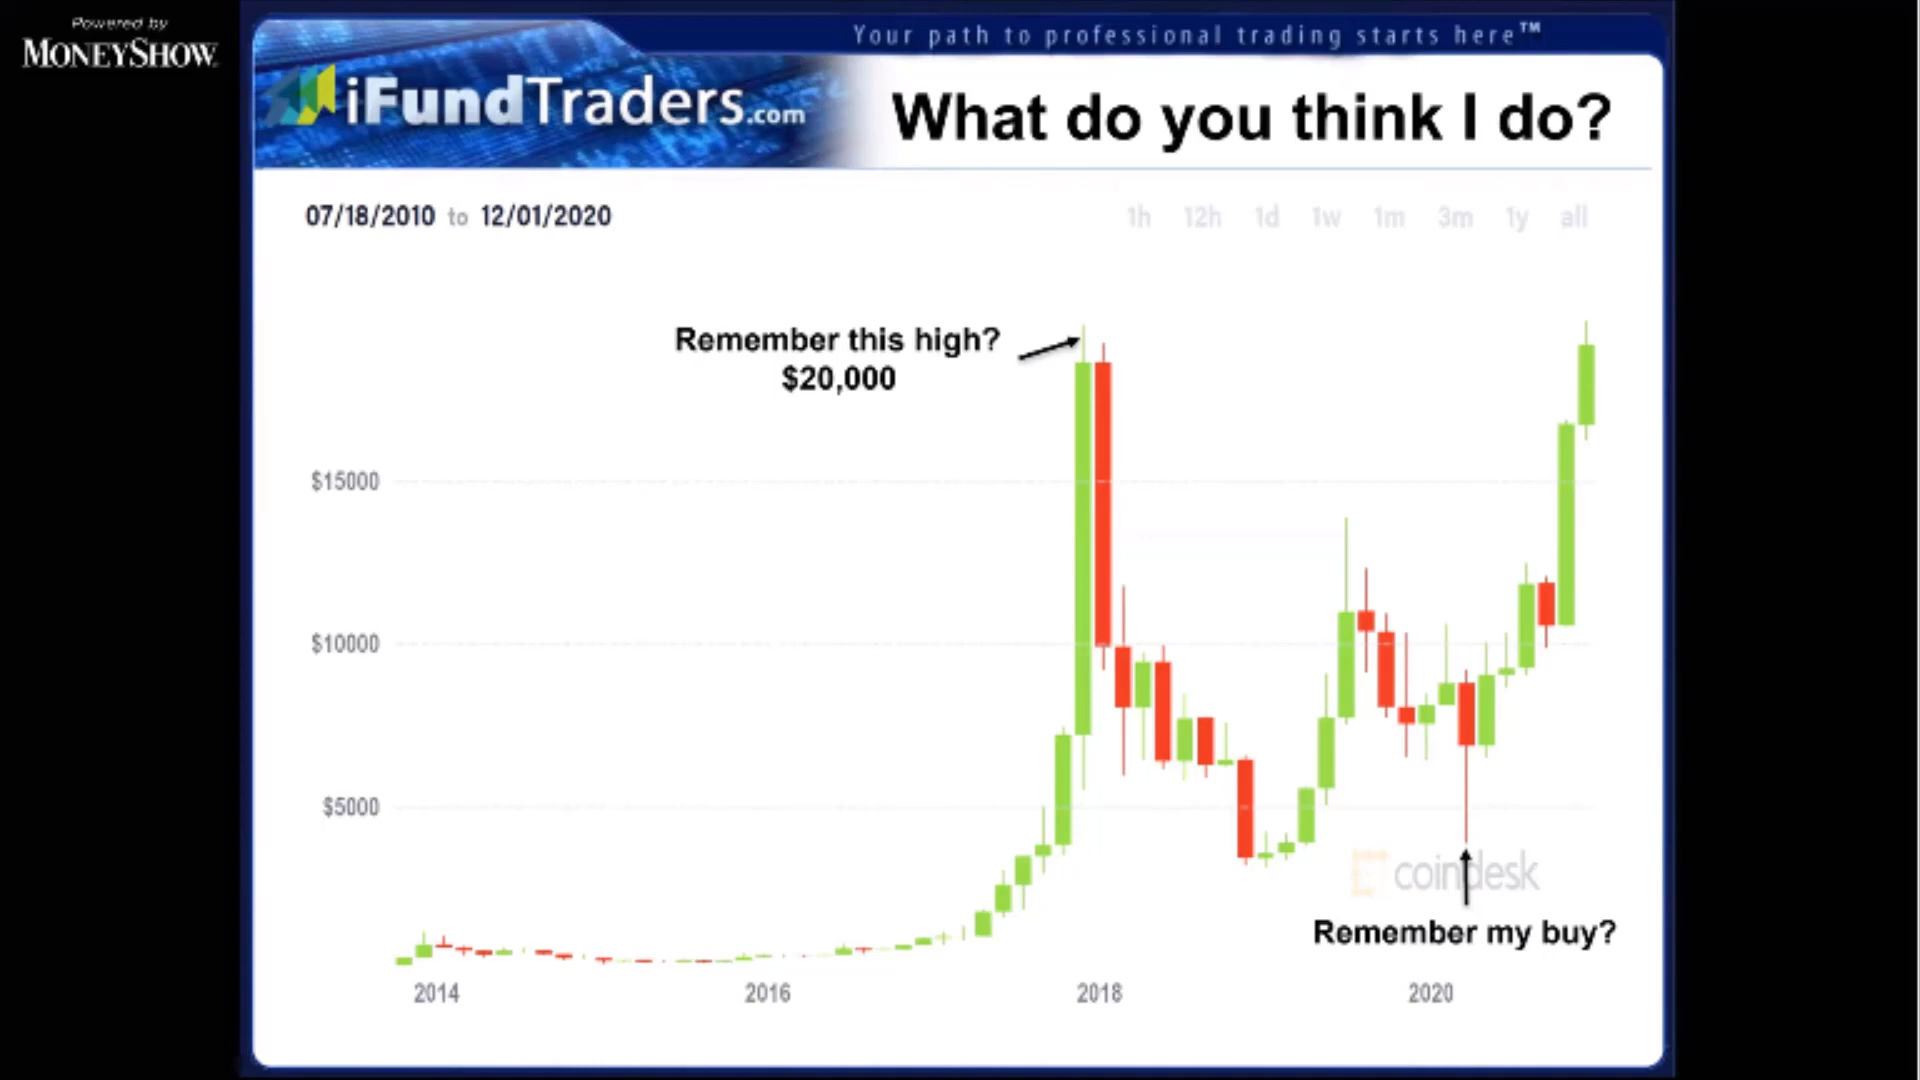 Powered by
MONEYSHOW
Your path to professional trading starts here™
iFundTraders.com
What do you think I do?
07/18/2010 to 12/01/2020
1h 12h 1d 1w 1m 3m 1y all
Remember this high?
$20,000
$15000
$10000
$5000
coindesk
Remember my buy?
2014 2016 2018 2020